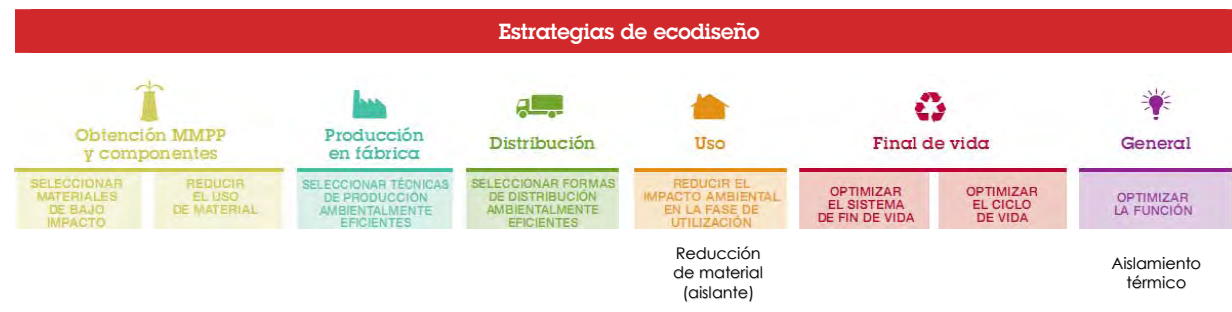 Estrategias de ecodiseño
Obtención MMPP
y componentes
Producción
en fábrica
Distribución
Uso
Final de vida
General
SELECCIONAR
MATERIALES
DE BAJO
IMPACTO
REDUCIR
EL USO
DE MATERIAL
SELECCIONAR TÉCNICAS
DE PRODUCCIÓN
AMBIENTALMENTE
EFICIENTES
SELECCIONAR FORMAS
DE DISTRIBUCIÓN
AMBIENTALMENTE
EFICIENTES
REDUCIR EL
IMPACTO AMBIENTAL
EN LA FASE DE
UTILIZACIÓN
OPTIMIZAR
EL SISTEMA
DE FIN DE VIDA
OPTIMIZAR
EL CICLO
DE VIDA
OPTIMIZAR
LA FUNCIÓN
Reducción
de material
(aislante)
Aislamiento
térmico